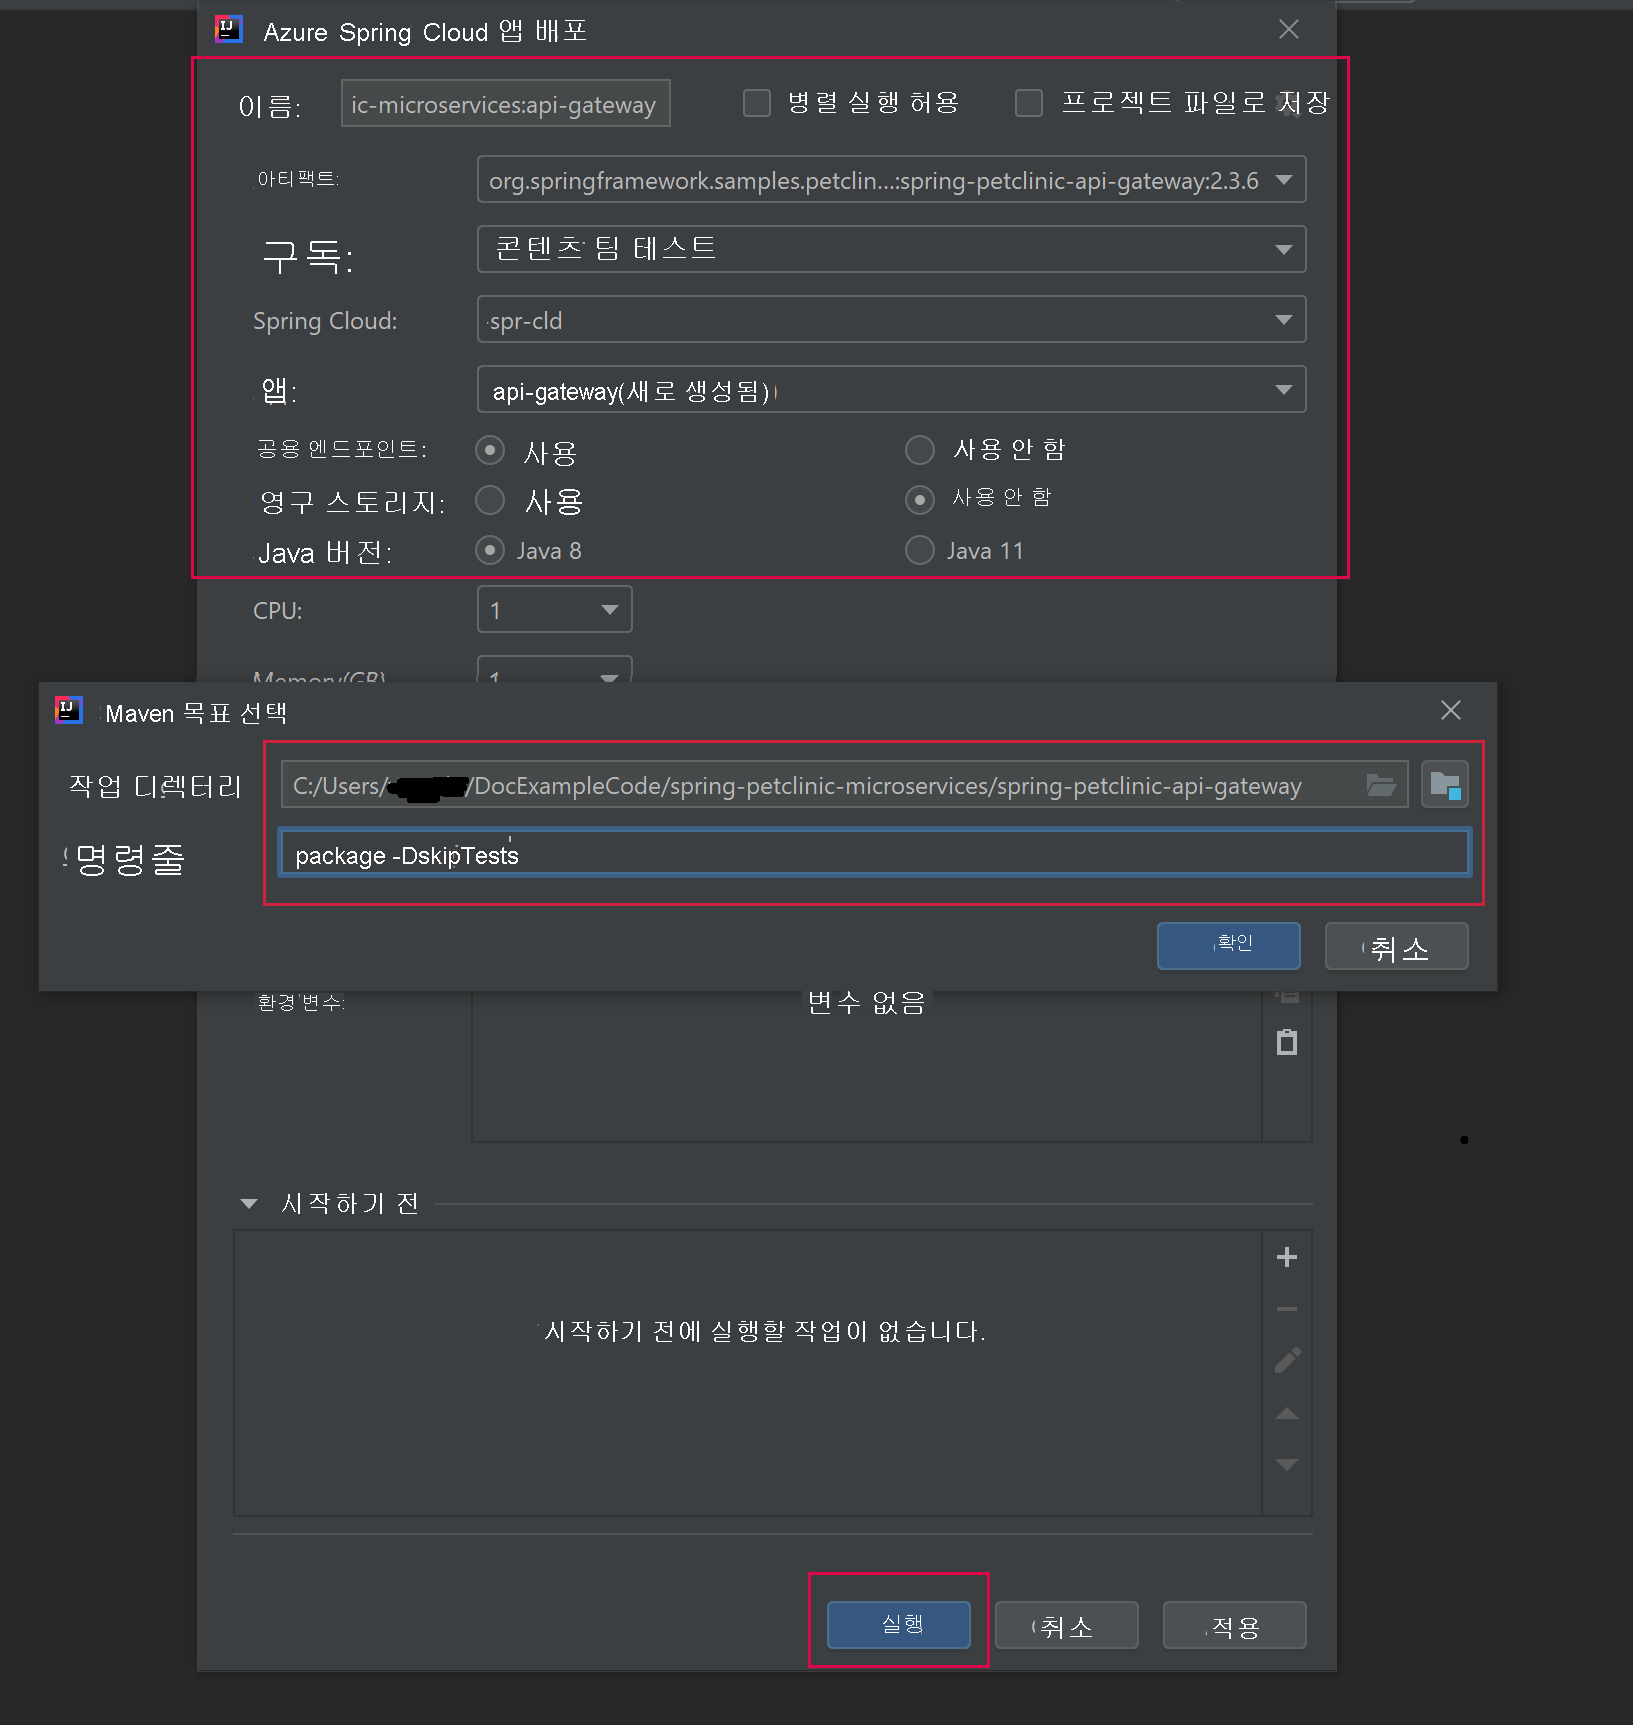 Azure Spring Cloud 앱 배포
이름: ic-microservices:api-gateway 병렬 실행 허용 프로젝트 파일로 저장
아티팩트: org.springframework.samples.petclin...:spring-petclinic-api-gateway:2.3.6
구독: 콘텐츠 팀 테스트
Spring Cloud: spr-cld
앱: api-gateway(새로 생성됨)
공용 엔드포인트: 사용 사용 안 함
영구 스토리지: 사용 사용 안 함
Java 버전: Java 8 Java 11
CPU: 1
Memory(GB) 1
Maven 목표 선택
작업 디렉터리 C:/Users/ /DocExampleCode/spring-petclinic-microservices/spring-petclinic-api-gateway
명령줄 package -DskipTests
확인 취소
환경 변수: 변수 없음
시작하기 전
시작하기 전에 실행할 작업이 없습니다.
실행 취소 적용